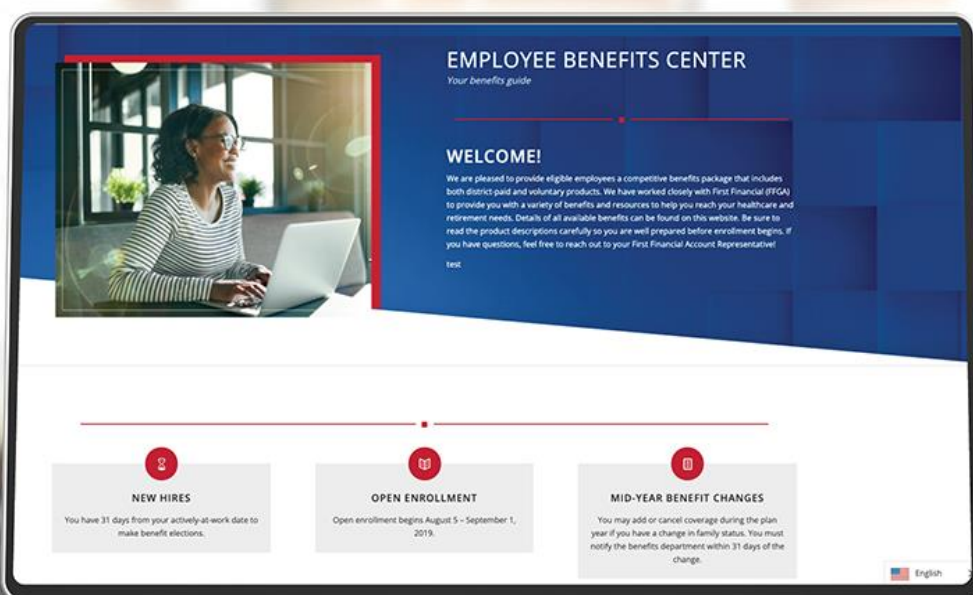 EMPLOYEE BENEFITS CENTER
Your benefits guide
WELCOME!
We are pleased to provide eligible employees a competitive benefits package that includes
both district-paid and voluntary products. We have worked closely with First Financial (FFGA)
to provide you with a variety of benefits and resources to help you reach your healthcare and
retirement needs. Details of all available benefits can be found on this website. Be sure to
read the product descriptions carefully so you are well prepared before enrollment begins. If
you have questions, feel free to reach out to your First Financial Account Representative!
test
NEW HIRES
You have 31 days from your actively-at-work date to
make benefit elections.
OPEN ENROLLMENT
Open enrollment begins August 5 – September 1,
2019.
MID-YEAR BENEFIT CHANGES
You may add or cancel coverage during the plan
year if you have a change in family status. You must
notify the benefits department within 31 days of the
change.
English